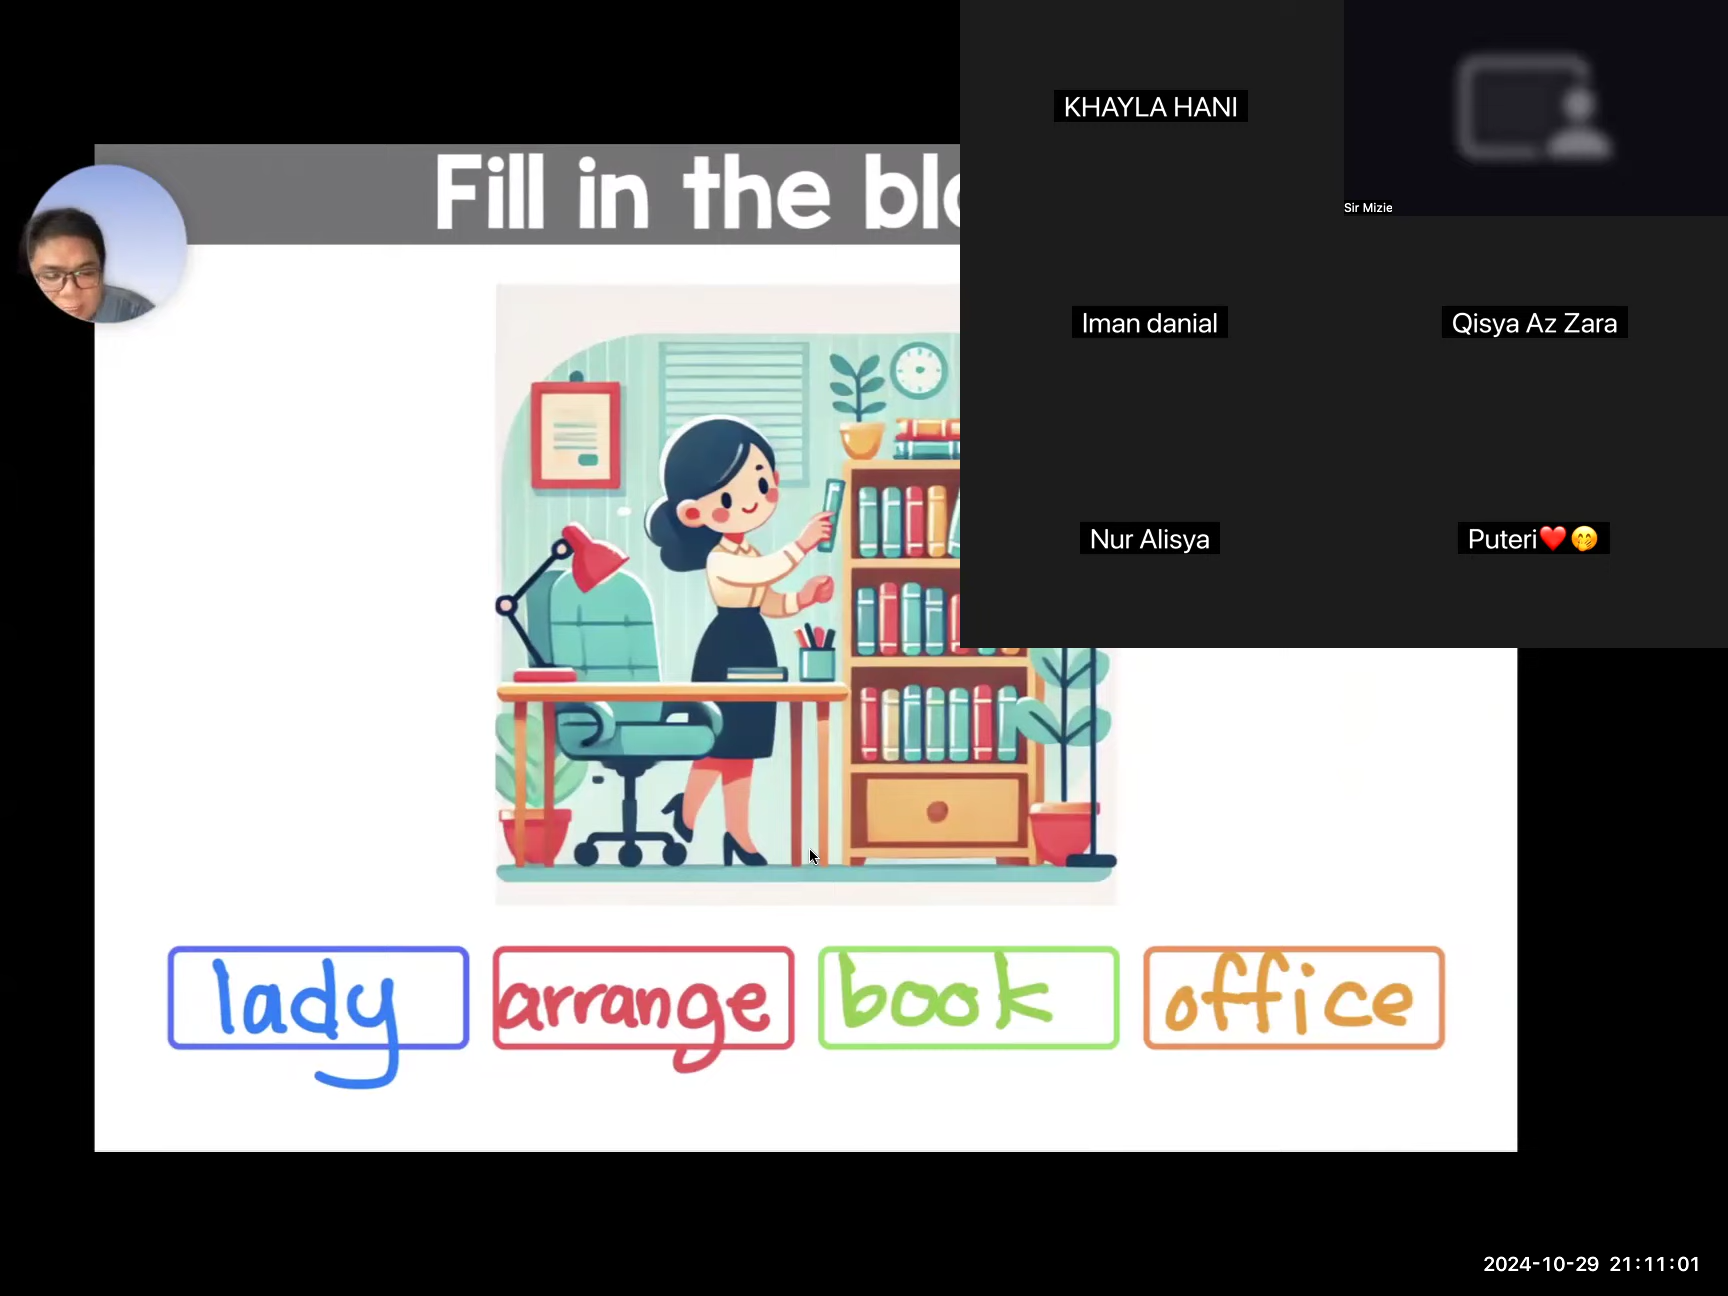 KHAYLA HANI
Sir Mizie
Fill in the
Iman danial
Qisya Az Zara
Nur Alisya
Puteri❤️🤭
lady
arrange
book
office
2024-10-29 21:11:01